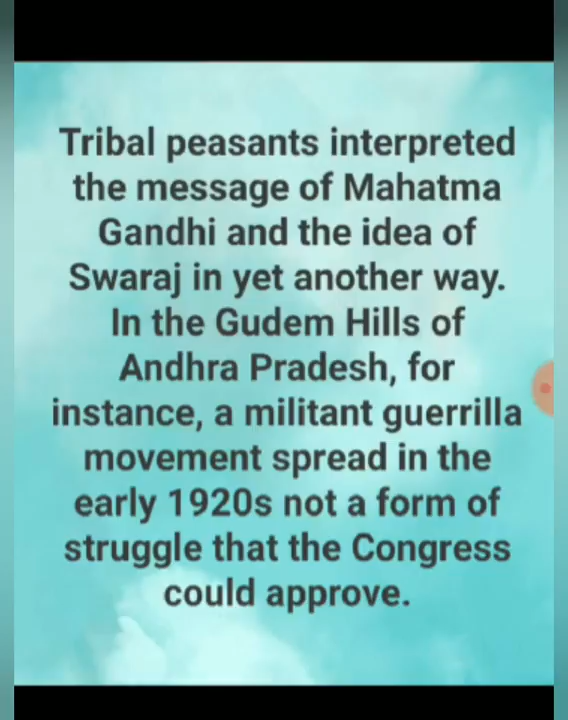 Tribal peasants interpreted
the message of Mahatma
Gandhi and the idea of
Swaraj in yet another way.
In the Gudem Hills of
Andhra Pradesh, for
instance, a militant guerrilla
movement spread in the
early 1920s not a form of
struggle that the Congress
could approve.